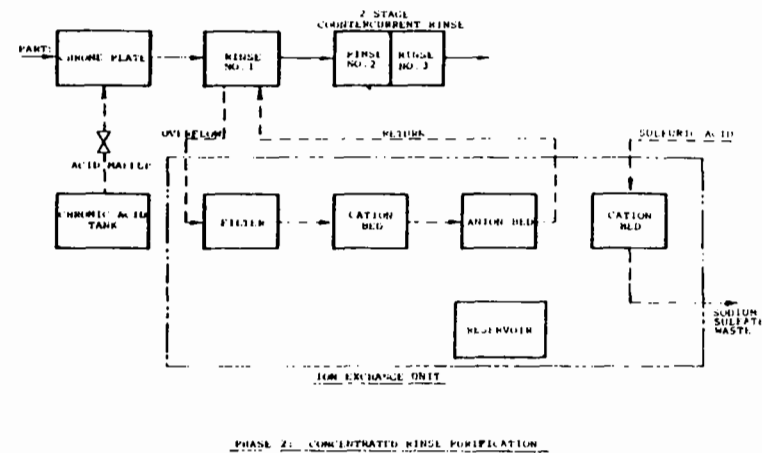 2 STAGE
COUNTERCURRENT RINSE
PART:
CHROME PLATE
RINSE
NO.1
RINSE
NO.2
RINSE
NO.3
OVERFLOW
RETURN
SULFURIC ACID
ACID
CHROMIC ACID
TANK
FILTER
CATION
BED
ANION BED
CATION
BED
RESERVOIR
SODIUM
SULFATE
WASTE
ION EXCHANGE UNIT
PHASE 2: CONCENTRATED RINSE PURIFICATION